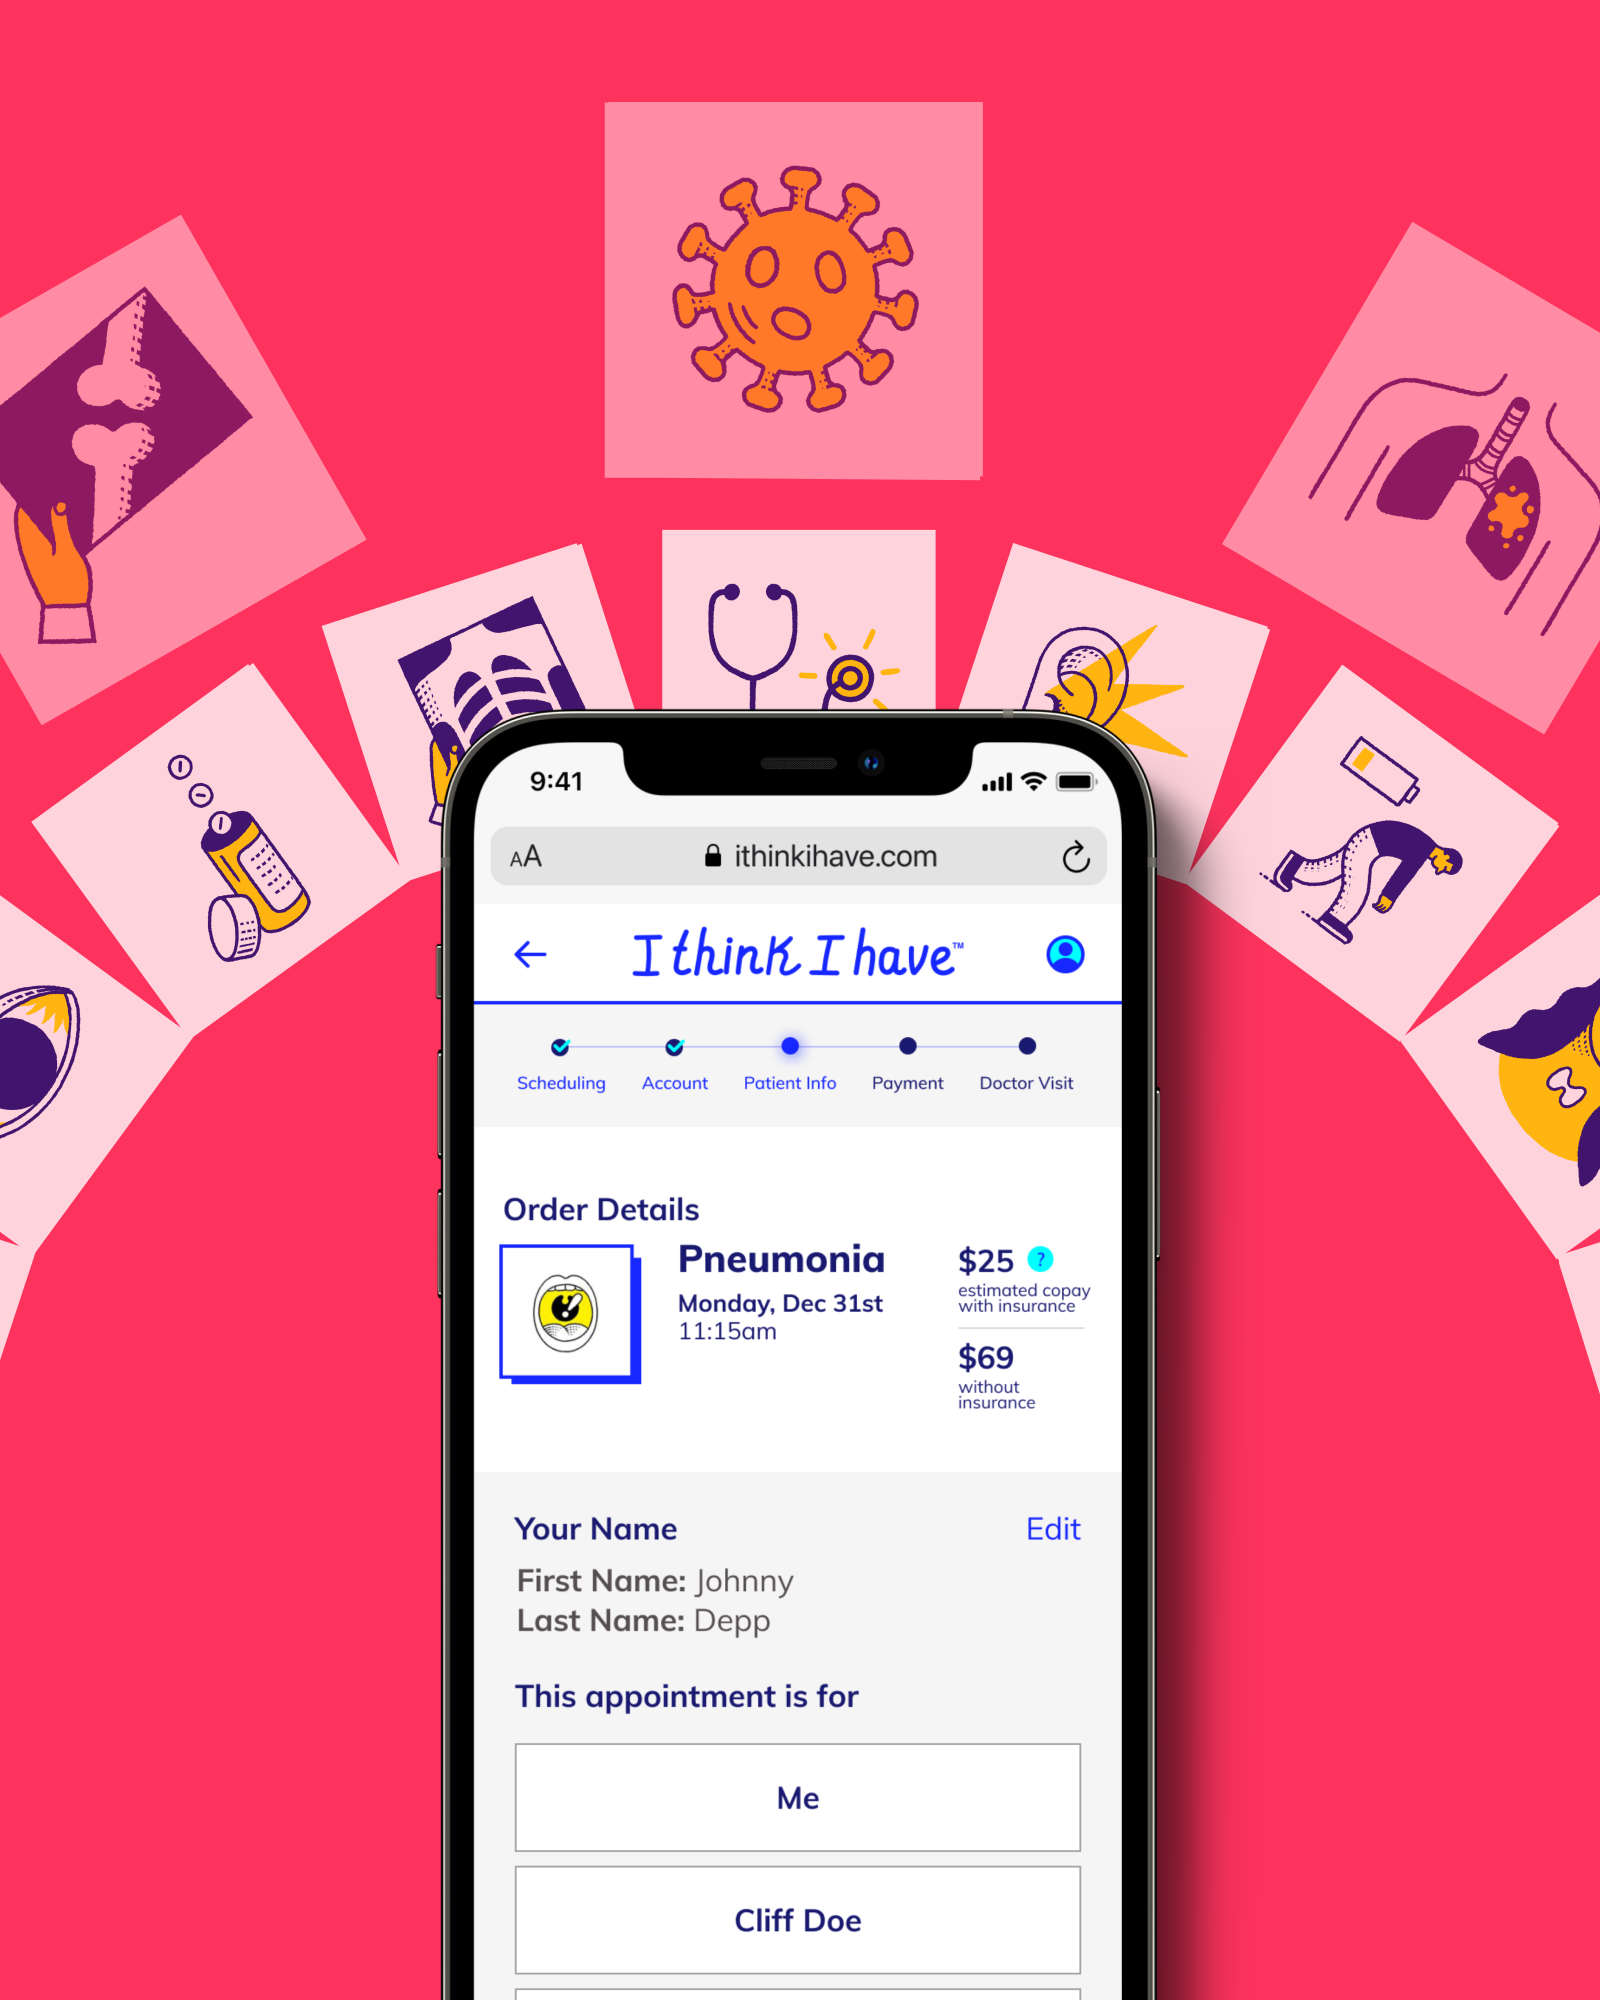 9:41
AA
ithinkihave.com
I think I have™
Scheduling
Account
Patient Info
Payment
Doctor Visit
Order Details
Pneumonia
Monday, Dec 31st
11:15am
$25 ?
estimated copay
with insurance
$69
without
insurance
Your Name
Edit
First Name: Johnny
Last Name: Depp
This appointment is for
Me
Cliff Doe